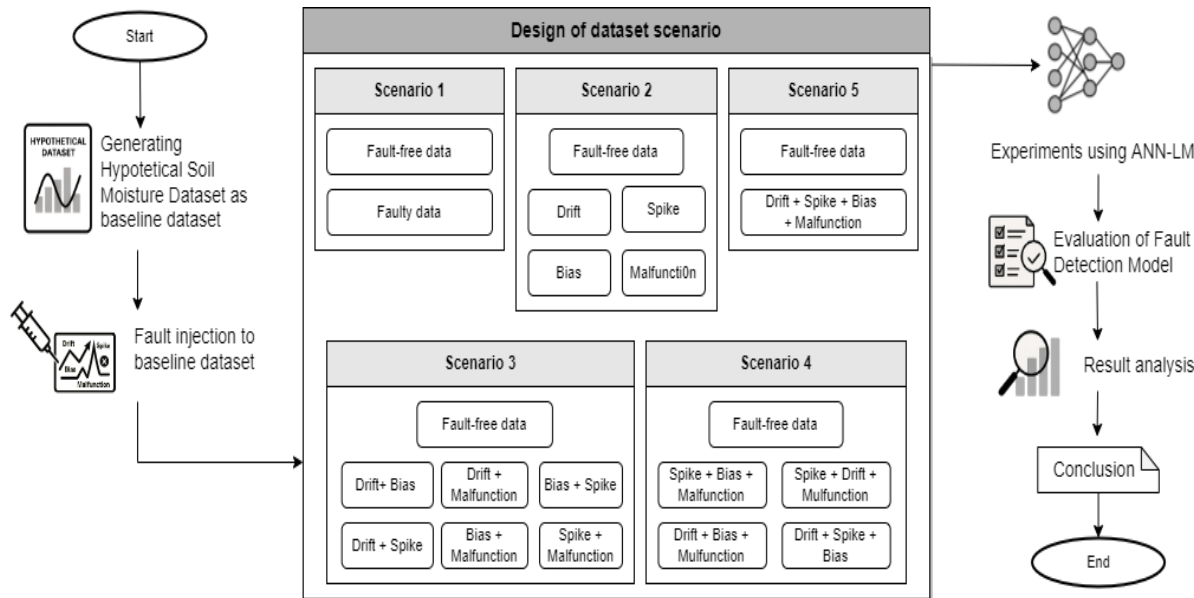 Start
HYPOTHETICAL
DATASET
Generating
Hypotetical Soil
Moisture Dataset as
baseline dataset
Drift
Spike
Bias
Malfunction
Fault injection to
baseline dataset
Design of dataset scenario
Scenario 1
Fault-free data
Faulty data
Scenario 2
Fault-free data
Drift
Spike
Bias
Malfuncti0n
Scenario 5
Fault-free data
Drift + Spike + Bias
+ Malfunction
Scenario 3
Fault-free data
Drift+ Bias
Drift +
Malfunction
Bias + Spike
Drift + Spike
Bias +
Malfunction
Spike +
Malfunction
Scenario 4
Fault-free data
Spike + Bias +
Malfunction
Spike + Drift +
Mulfunction
Drift + Bias +
Mulfunction
Drift + Spike +
Bias
Experiments using ANN-LM
Evaluation of Fault
Detection Model
Result analysis
Conclusion
End